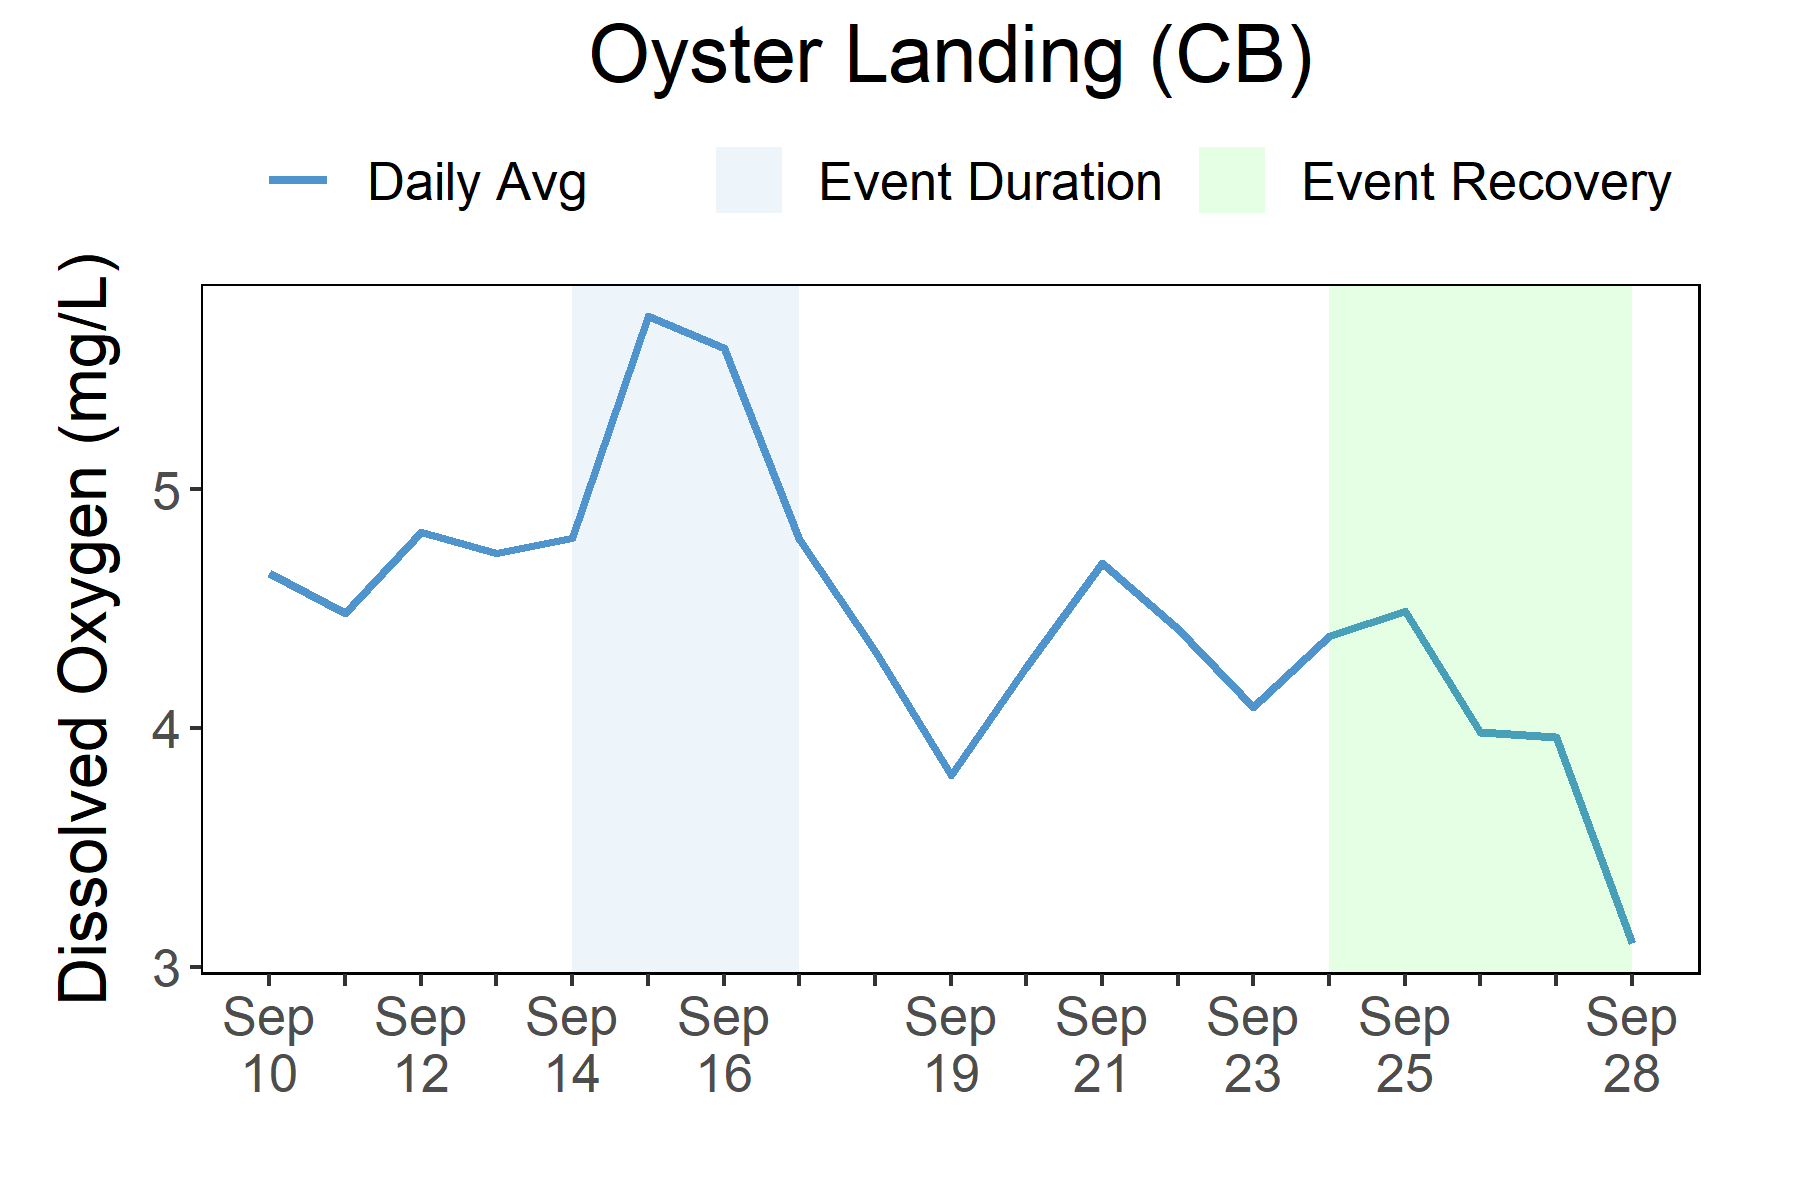 Oyster Landing (CB)
Daily Avg Event Duration Event Recovery
Dissolved Oxygen (mg/L)
5
4
3
Sep Sep Sep Sep Sep Sep Sep Sep Sep
10 12 14 16 19 21 23 25 28